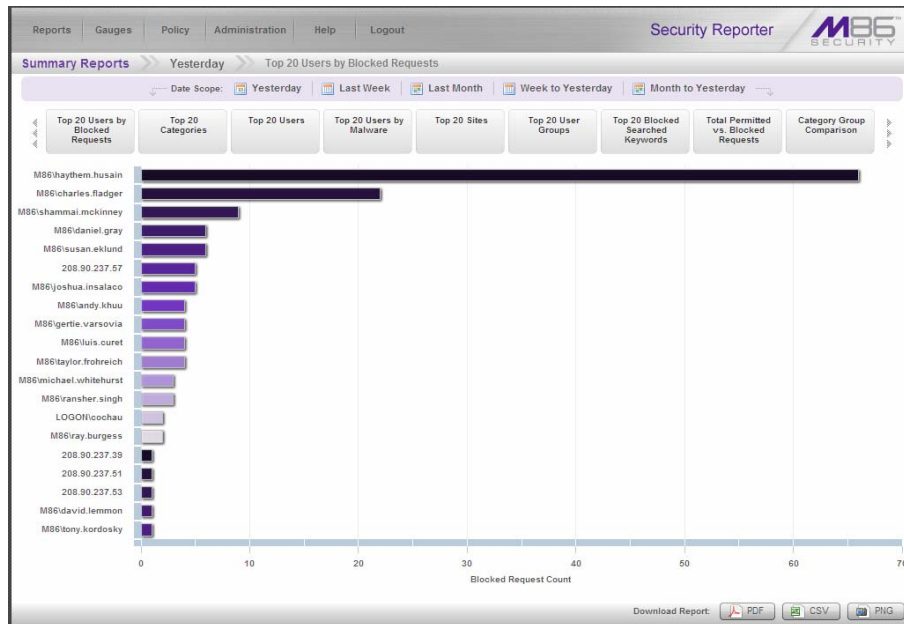 Reports Gauges Policy Administration Help Logout Security Reporter M86™ SECURITY
Summary Reports Yesterday Top 20 Users by Blocked Requests
Date Scope: Yesterday Last Week Last Month Week to Yesterday Month to Yesterday
Top 20 Users by Blocked Requests
Top 20 Categories
Top 20 Users
Top 20 Users by Malware
Top 20 Sites
Top 20 User Groups
Top 20 Blocked Searched Keywords
Total Permitted vs. Blocked Requests
Category Group Comparison
M86\haythem.husain
M86\charles.fladger
M86\shammai.mckinney
M86\daniel.gray
M86\susan.eklund
208.90.237.57
M86\joshua.insalaco
M86\andy.khuu
M86\gertie.varsovia
M86\luis.curet
M86\taylor.frohreich
M86\michael.whitehurst
M86\ransher.singh
LOGON\cochau
M86\ray.burgess
208.90.237.39
208.90.237.51
208.90.237.53
M86\david.lemmon
M86\tony.kordosky
0 10 20 30 40 50 60 70
Blocked Request Count
Download Report: PDF CSV PNG